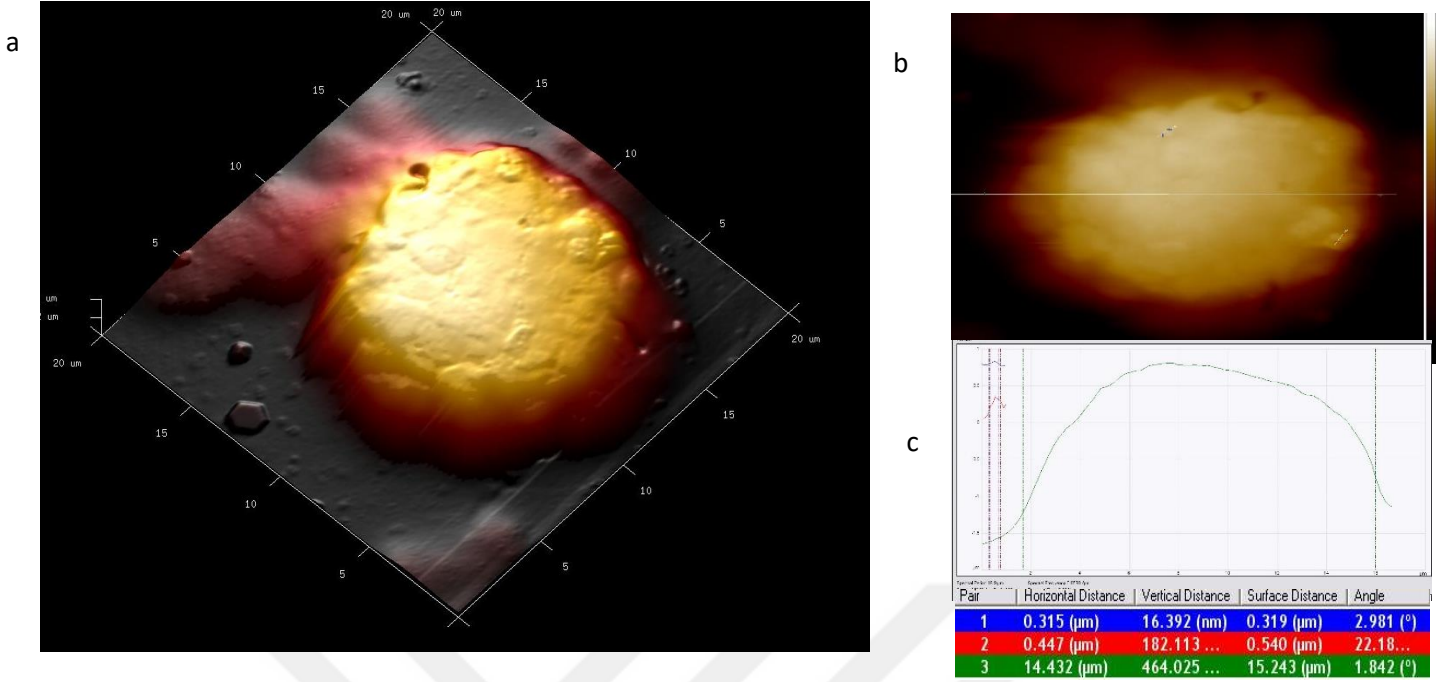 a
20 um 20 um
15 15
10 10
5 5
um
um
20 um 20 um
15 15
10 10
5 5
b
c
Pair Horizontal Distance Vertical Distance Surface Distance Angle
1 0.315 (µm) 16.392 (nm) 0.319 (µm) 2.981 (º)
2 0.447 (µm) 182.113 ... 0.540 (µm) 22.18...
3 14.432 (µm) 464.025 ... 15.243 (µm) 1.842 (º)